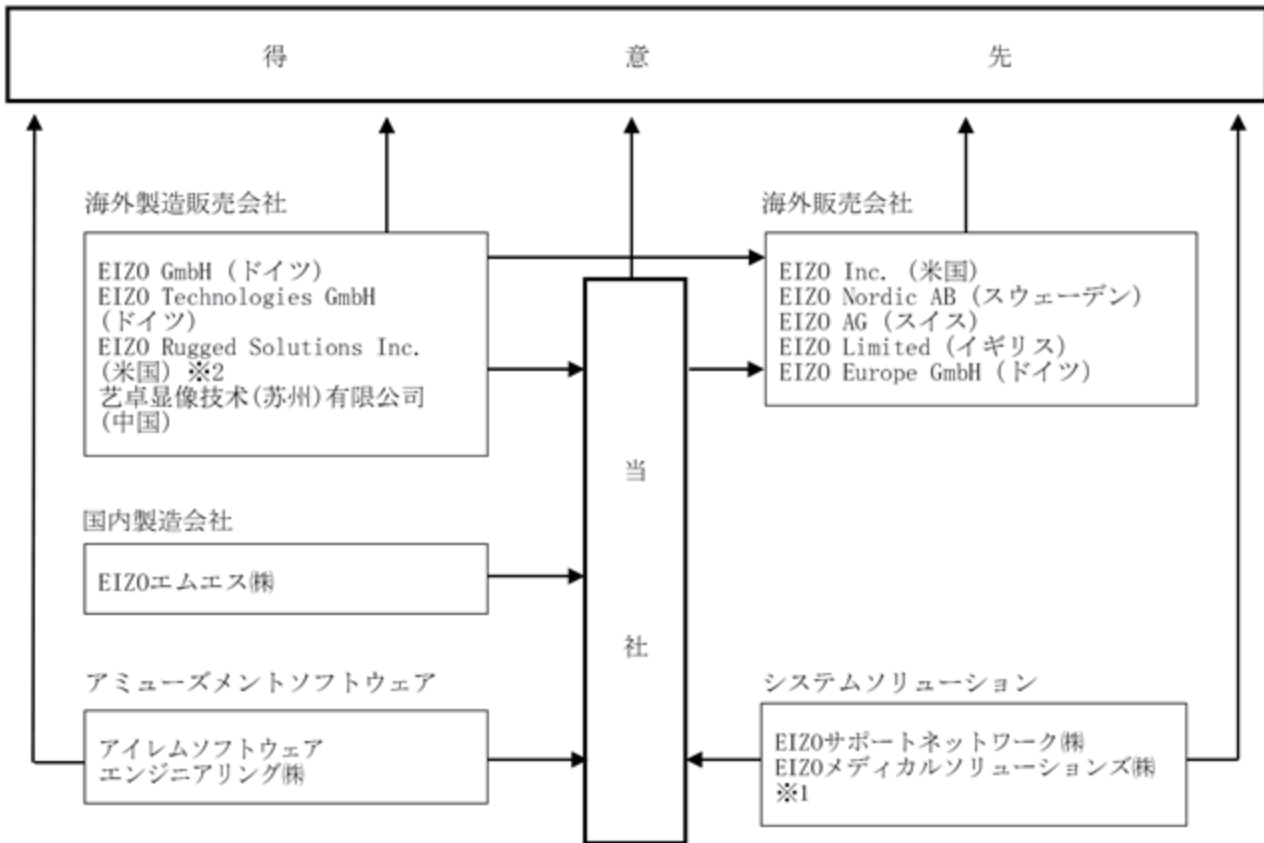 得意先
海外製造販売会社
EIZO GmbH (ドイツ)
EIZO Technologies GmbH
(ドイツ)
EIZO Rugged Solutions Inc.
(米国) ※2
艺卓显像技术(苏州)有限公司
(中国)
海外販売会社
EIZO Inc. (米国)
EIZO Nordic AB (スウェーデン)
EIZO AG (スイス)
EIZO Limited (イギリス)
EIZO Europe GmbH (ドイツ)
当社
国内製造会社
EIZOエムエス㈱
アミューズメントソフトウェア
アイレムソフトウェア
エンジニアリング㈱
システムソリューション
EIZOサポートネットワーク㈱
EIZOメディカルソリューションズ㈱
※1